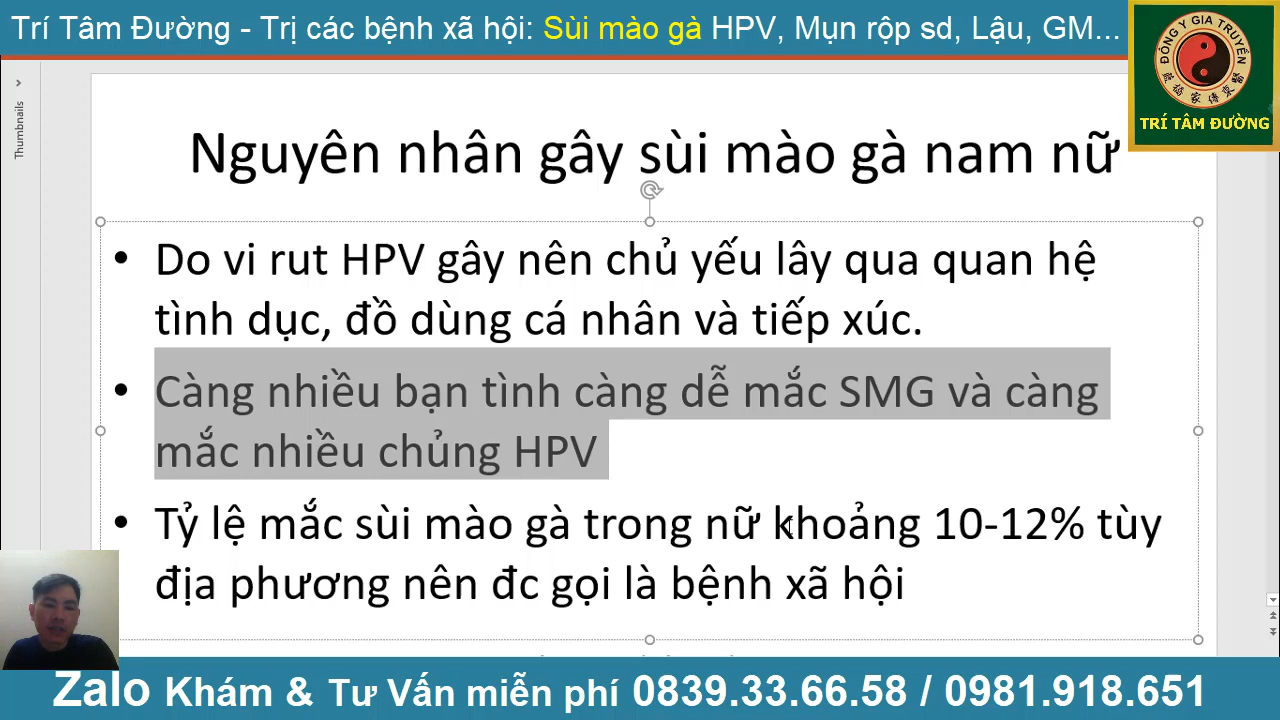 Trí Tâm Đường - Trị các bệnh xã hội: Sùi mào gà HPV, Mụn rộp sd, Lậu, GM...
ĐÔNG Y GIA TRUYỀN
TRÍ TÂM ĐƯỜNG
Thumbnails
Nguyên nhân gây sùi mào gà nam nữ
• Do vi rut HPV gây nên chủ yếu lây qua quan hệ
tình dục, đồ dùng cá nhân và tiếp xúc.
• Càng nhiều bạn tình càng dễ mắc SMG và càng
mắc nhiều chủng HPV
• Tỷ lệ mắc sùi mào gà trong nữ khoảng 10-12% tùy
địa phương nên đc gọi là bệnh xã hội
Zalo Khám & Tư Vấn miễn phí 0839.33.66.58 / 0981.918.651